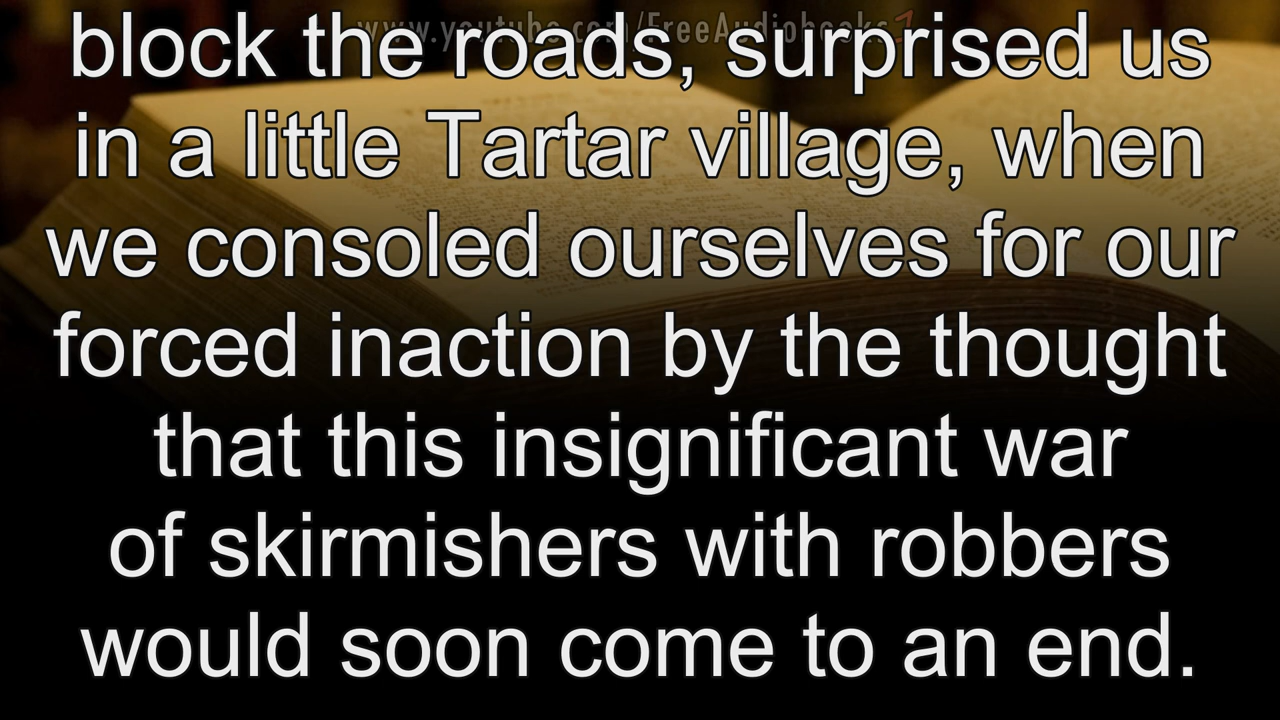 www.youtube.com/FreeAudiobooks1
block the roads, surprised us
in a little Tartar village, when
we consoled ourselves for our
forced inaction by the thought
that this insignificant war
of skirmishers with robbers
would soon come to an end.